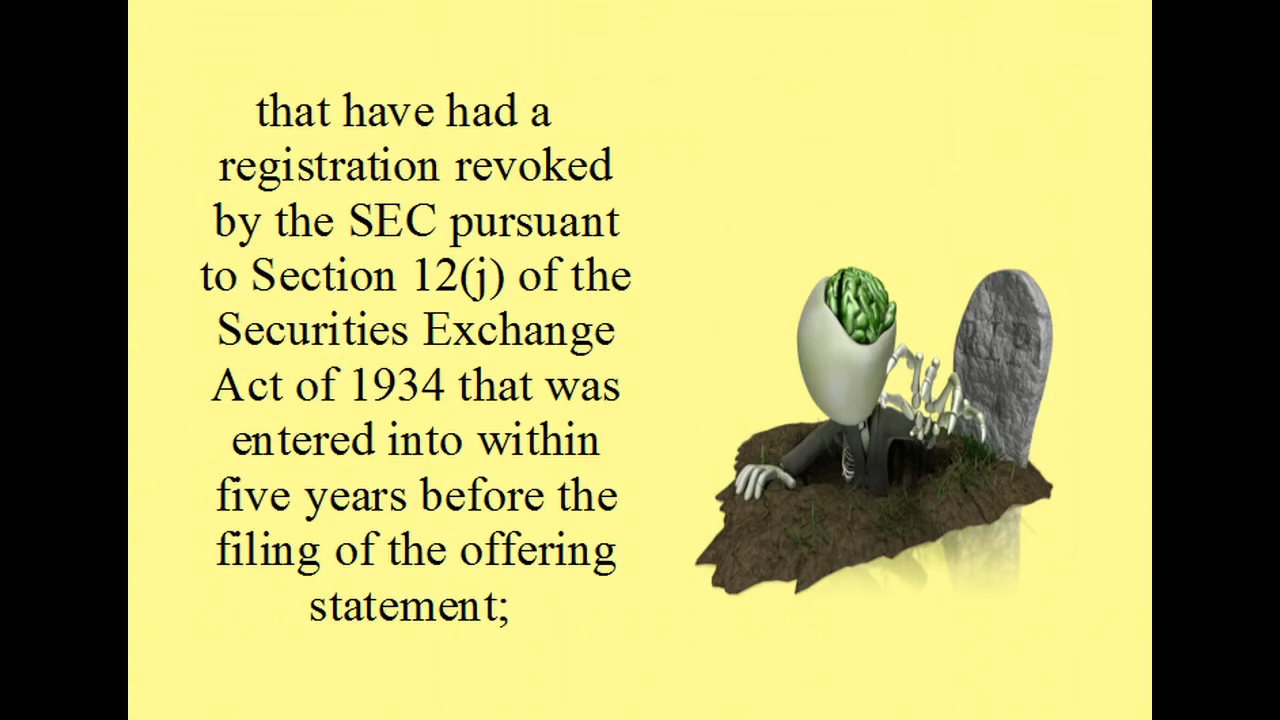 that have had a
registration revoked
by the SEC pursuant
to Section 12(j) of the
Securities Exchange
Act of 1934 that was
entered into within
five years before the
filing of the offering
statement;
R I P